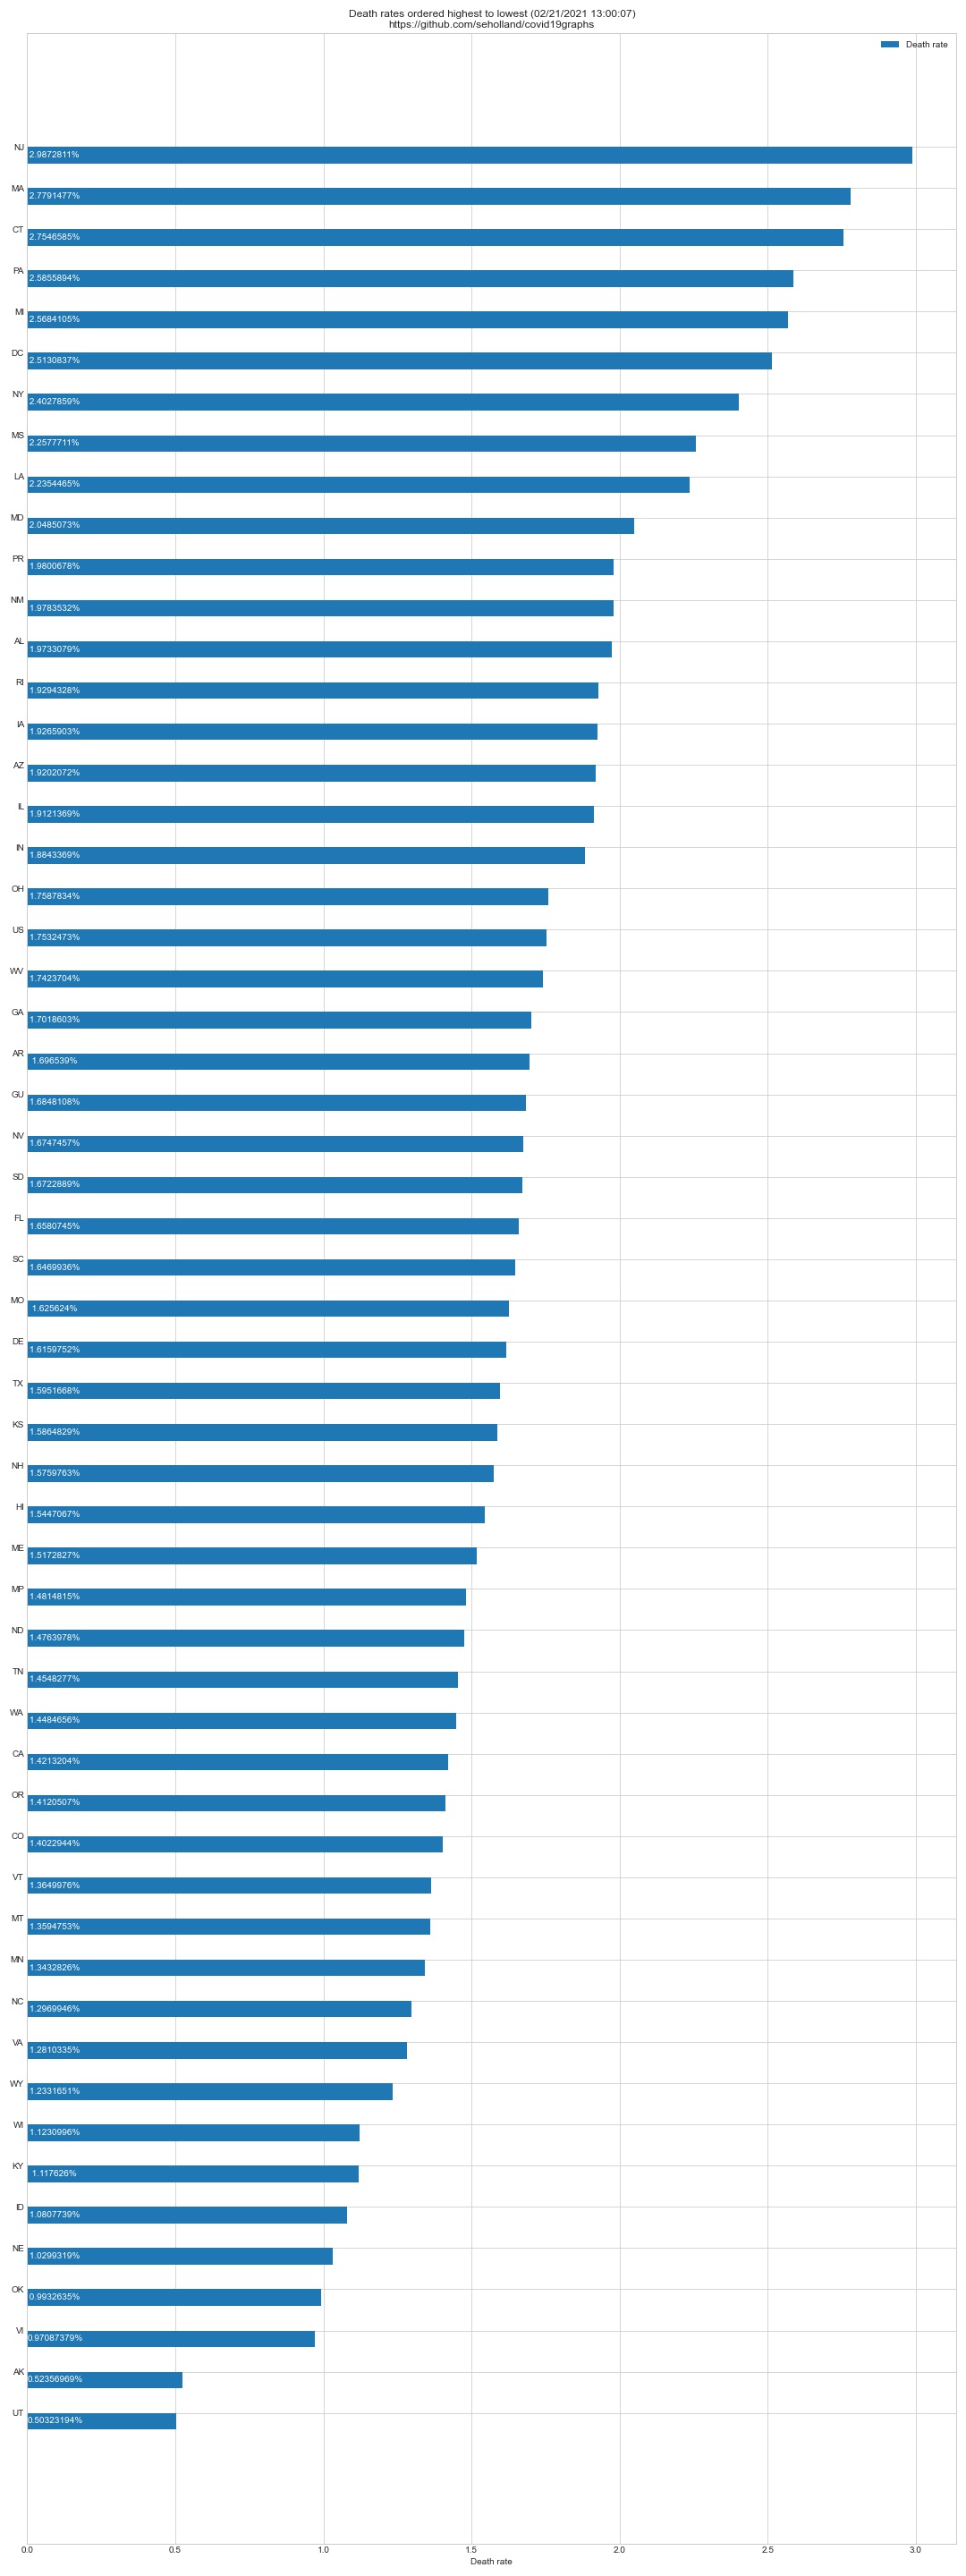 Death rates ordered highest to lowest (02/21/2021 13:00:07)
https://github.com/seholland/covid19graphs
Death rate
NJ 2.9872811%
MA 2.7791477%
CT 2.7546585%
PA 2.5855894%
MI 2.5684105%
DC 2.5130837%
NY 2.4027859%
MS 2.2577711%
LA 2.2354465%
MD 2.0485073%
PR 1.9800678%
NM 1.9783532%
AL 1.9733079%
RI 1.9294328%
IA 1.9265903%
AZ 1.9202072%
IL 1.9121369%
IN 1.8843369%
OH 1.7587834%
US 1.7532473%
WV 1.7423704%
GA 1.7018603%
AR 1.696539%
GU 1.6848108%
NV 1.6747457%
SD 1.6722889%
FL 1.6580745%
SC 1.6469936%
MO 1.625624%
DE 1.6159752%
TX 1.5951668%
KS 1.5864829%
NH 1.5759763%
HI 1.5447067%
ME 1.5172827%
MP 1.4814815%
ND 1.4763978%
TN 1.4548277%
WA 1.4484656%
CA 1.4213204%
OR 1.4120507%
CO 1.4022944%
VT 1.3649976%
MT 1.3594753%
MN 1.3432826%
NC 1.2969946%
VA 1.2810335%
WY 1.2331651%
WI 1.1230996%
KY 1.117626%
ID 1.0807739%
NE 1.0299319%
OK 0.9932635%
VI 0.97087379%
AK 0.52356969%
UT 0.50323194%
0.0 0.5 1.0 1.5 2.0 2.5 3.0
Death rate